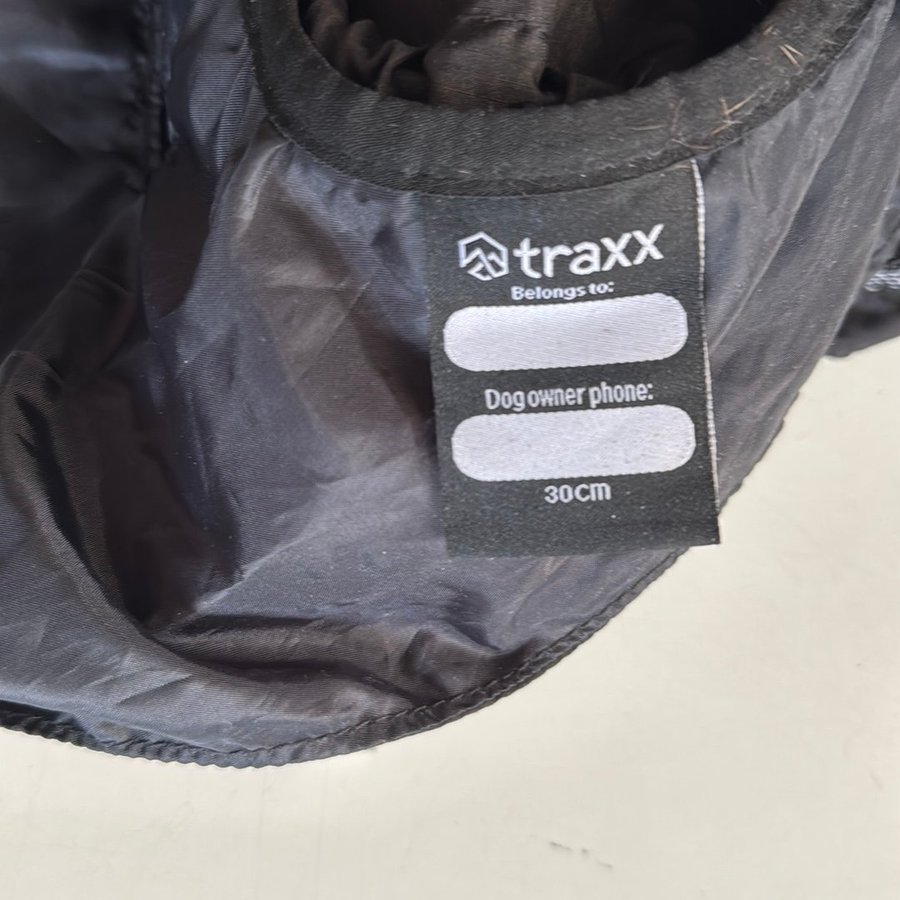 traxx
Belongs to:
Dog owner phone:
30cm